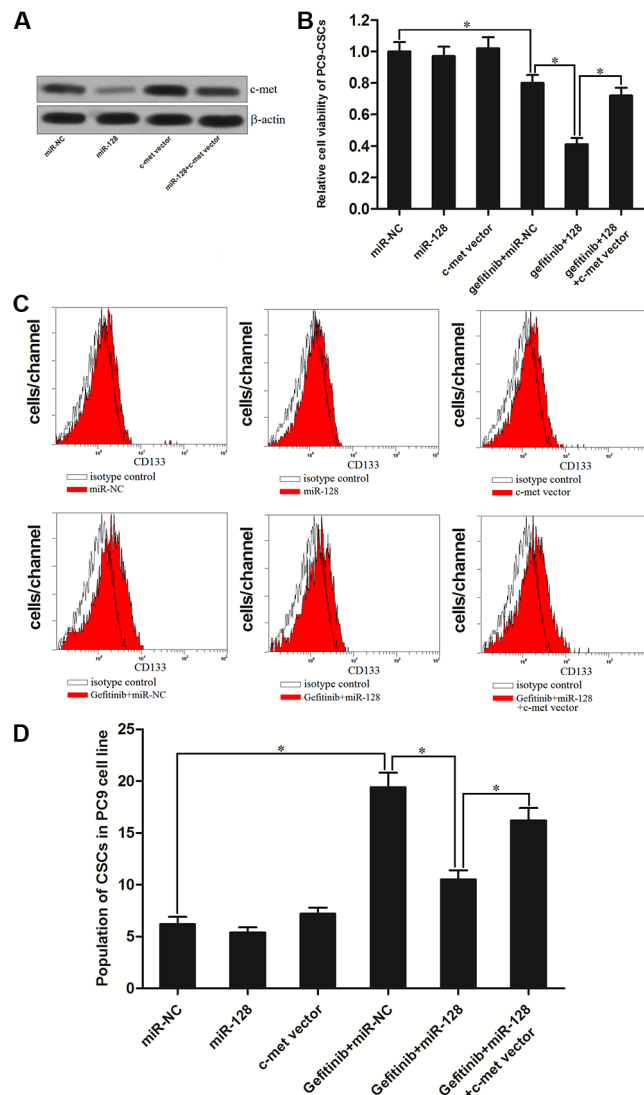 A
c-met
β-actin
miR-NC
miR-128
c-met vector
miR-128+c-met vector
B
Relative cell viability of PC9-CSCs
1.2
1.0
0.8
0.6
0.4
0.2
0.0
*
*
*
miR-NC
miR-128
c-met vector
gefitinib+miR-NC
gefitinib+128
gefitinib+128
+c-met vector
C
cells/channel
CD133
isotype control
miR-NC
cells/channel
CD133
isotype control
miR-128
cells/channel
CD133
isotype control
c-met vector
cells/channel
CD133
isotype control
Gefitinib+miR-NC
cells/channel
CD133
isotype control
Gefitinib+miR-128
cells/channel
CD133
isotype control
Gefitinib+miR-128
+c-met vector
D
Population of CSCs in PC9 cell line
25
20
15
10
5
0
*
*
*
miR-NC
miR-128
c-met vector
Gefitinib+miR-NC
Gefitinib+miR-128
Gefitinib+miR-128
+c-met vector